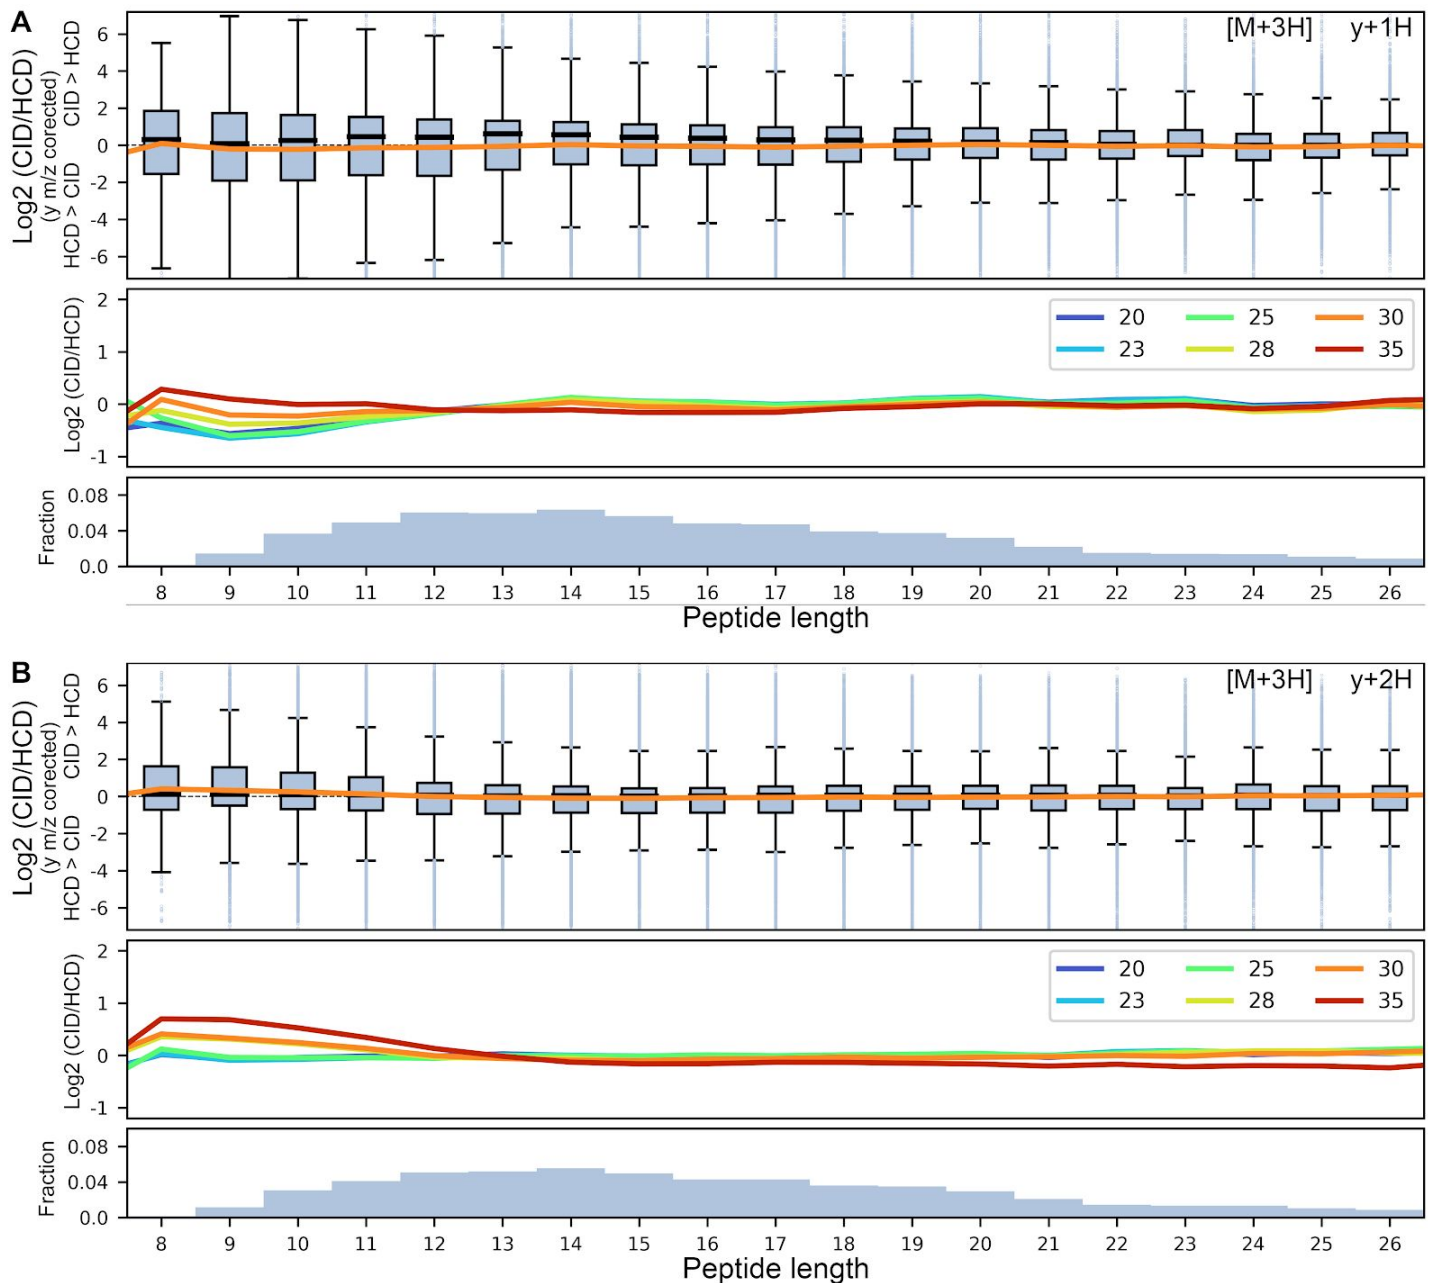 A
[M+3H] y+1H
Log2 (CID/HCD)
(y m/z corected)
HCD > CID CID > HCD
6
4
2
0
-2
-4
-6
Log2 (CID/HCD)
2
1
0
-1
20 25 30
23 28 35
Fraction
0.08
0.04
0.0
8 9 10 11 12 13 14 15 16 17 18 19 20 21 22 23 24 25 26
Peptide length
B
[M+3H] y+2H
Log2 (CID/HCD)
(y m/z corrected)
HCD > CID CID > HCD
6
4
2
0
-2
-4
-6
Log2 (CID/HCD)
2
1
0
-1
20 25 30
23 28 35
Fraction
0.08
0.04
0.0
8 9 10 11 12 13 14 15 16 17 18 19 20 21 22 23 24 25 26
Peptide length